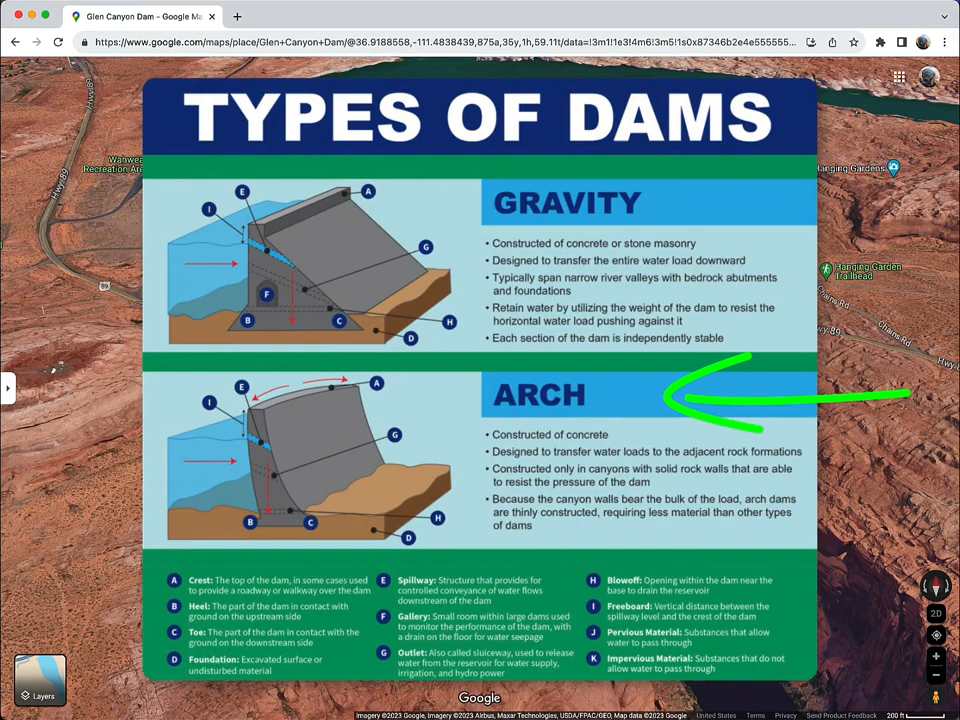 Glen Canyon Dam – Google Ma
https://www.google.com/maps/place/Glen+Canyon+Dam/@36.9188558,-111.4838439,875a,35y,1h,59.11t/data=!3m1!1e3!4m6!3m5!1s0x87346b2e4e555555...
TYPES OF DAMS
Hwy 89
Wahwea
Recreation Are
Hanging Gardens
Hwy 89
89
Hanging Garden
Trailhead
Chains Rd
Hwy 89
Chains Rd
GRAVITY
• Constructed of concrete or stone masonry
• Designed to transfer the entire water load downward
• Typically span narrow river valleys with bedrock abutments
and foundations
• Retain water by utilizing the weight of the dam to resist the
horizontal water load pushing against it
• Each section of the dam is independently stable
E
A
I
G
F
B
C
H
D
ARCH
• Constructed of concrete
• Designed to transfer water loads to the adjacent rock formations
• Constructed only in canyons with solid rock walls that are able
to resist the pressure of the dam
• Because the canyon walls bear the bulk of the load, arch dams
are thinly constructed, requiring less material than other types
of dams
E
A
I
G
B
C
H
D
A Crest: The top of the dam, in some cases used
to provide a roadway or walkway over the dam
B Heel: The part of the dam in contact with
ground on the upstream side
C Toe: The part of the dam in contact with the
ground on the downstream side
D Foundation: Excavated surface or
undisturbed material
E Spillway: Structure that provides for
controlled conveyance of water flows
downstream of the dam
F Gallery: Small room within large dams used
to monitor the performance of the dam, with
a drain on the floor for water seepage
G Outlet: Also called sluiceway, used to release
water from the reservoir for water supply,
irrigation, and hydro power
H Blowoff: Opening within the dam near the
base to drain the reservoir
I Freeboard: Vertical distance between the
spillway level and the crest of the dam
J Pervious Material: Substances that allow
water to pass through
K Impervious Material: Substances that do not
allow water to pass through
2D
Layers
Google
Imagery ©2023 Google, Imagery ©2023 Airbus, Maxar Technologies, USDA/FPAC/GEO, Map data ©2023 Google United States Terms Privacy Send Product Feedback 200 ft